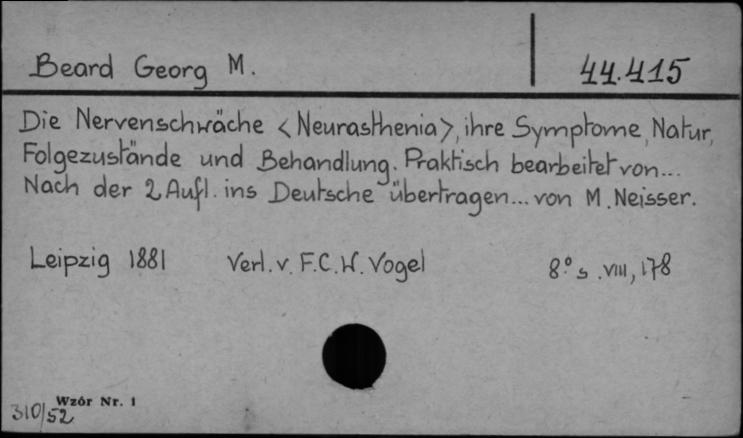 Beard Georg M.
44.415
Die Nervenschwäche <Neurasthenia>, ihre Symptome, Natur,
Folgezustände und Behandlung. Praktisch bearbeitet von...
Nach der 2 Aufl. ins Deutsche übertragen... von M. Neisser.
Leipzig 1881 Verl. v. F.C.W. Vogel 8.° s. VIII, 178
Wzór Nr. 1
310/52